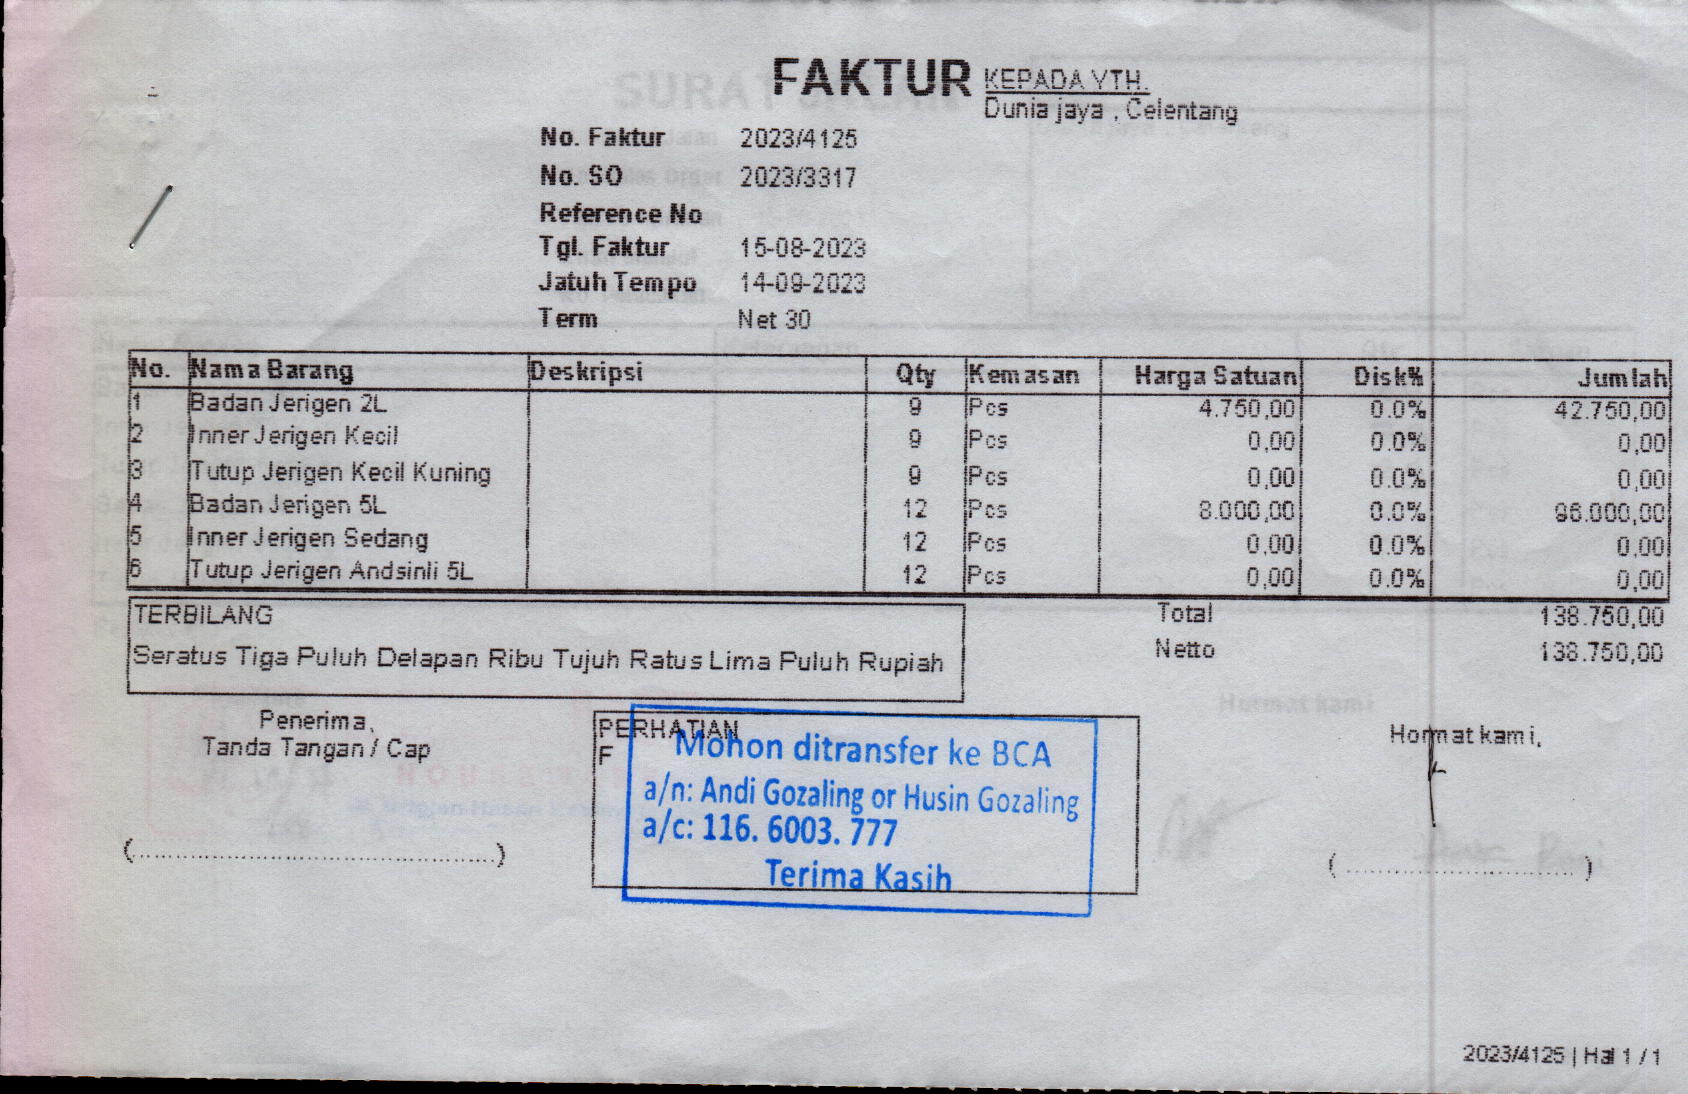 FAKTUR
KEPADA YTH.
Dunia jaya , Celentang
No. Faktur 2023/4125
No. SO 2023/3317
Reference No
Tgl. Faktur 15-08-2023
Jatuh Tempo 14-09-2023
Term Net 30
No. Nama Barang Deskripsi Qty Kemasan Harga Satuan Disk% Jumlah
1 Badan Jerigen 2L 9 Pcs 4.750,00 0.0% 42.750,00
2 Inner Jerigen Kecil 9 Pcs 0,00 0.0% 0,00
3 Tutup Jerigen Kecil Kuning 9 Pcs 0,00 0.0% 0,00
4 Badan Jerigen 5L 12 Pcs 8.000,00 0.0% 96.000,00
5 Inner Jerigen Sedang 12 Pcs 0,00 0.0% 0,00
6 Tutup Jerigen Andsinli 5L 12 Pcs 0,00 0.0% 0,00
TERBILANG
Seratus Tiga Puluh Delapan Ribu Tujuh Ratus Lima Puluh Rupiah
Total 138.750,00
Netto 138.750,00
Penerima,
Tanda Tangan / Cap
(........................................)
PERHATIAN
F
Mohon ditransfer ke BCA
a/n: Andi Gozaling or Husin Gozaling
a/c: 116. 6003. 777
Terima Kasih
Hormat kami,
(.........................)
2023/4125 | Hal 1 / 1